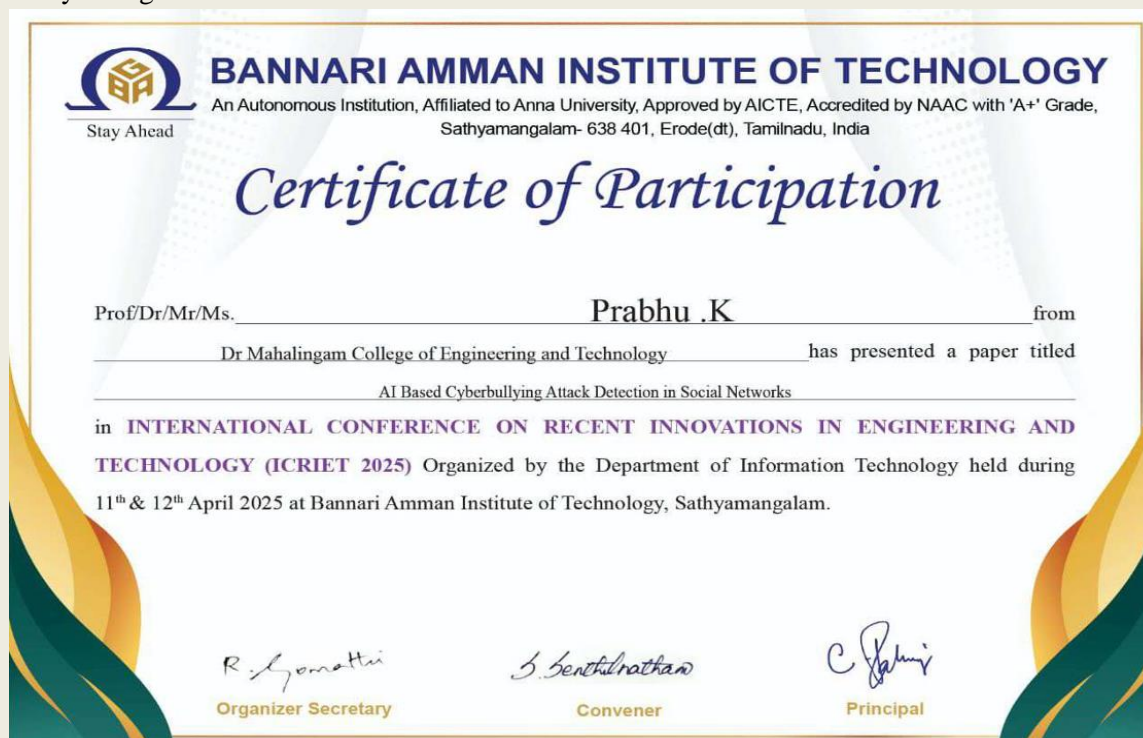 BANNARI AMMAN INSTITUTE OF TECHNOLOGY
An Autonomous Institution, Affiliated to Anna University, Approved by AICTE, Accredited by NAAC with 'A+' Grade,
Sathyamangalam- 638 401, Erode(dt), Tamilnadu, India
Stay Ahead
Certificate of Participation
Prof/Dr/Mr/Ms. Prabhu .K from
Dr Mahalingam College of Engineering and Technology has presented a paper titled
AI Based Cyberbullying Attack Detection in Social Networks
in INTERNATIONAL CONFERENCE ON RECENT INNOVATIONS IN ENGINEERING AND
TECHNOLOGY (ICRIET 2025) Organized by the Department of Information Technology held during
11th & 12th April 2025 at Bannari Amman Institute of Technology, Sathyamangalam.
R. Gomathi S. Senthilnathan C
Organizer Secretary Convener Principal